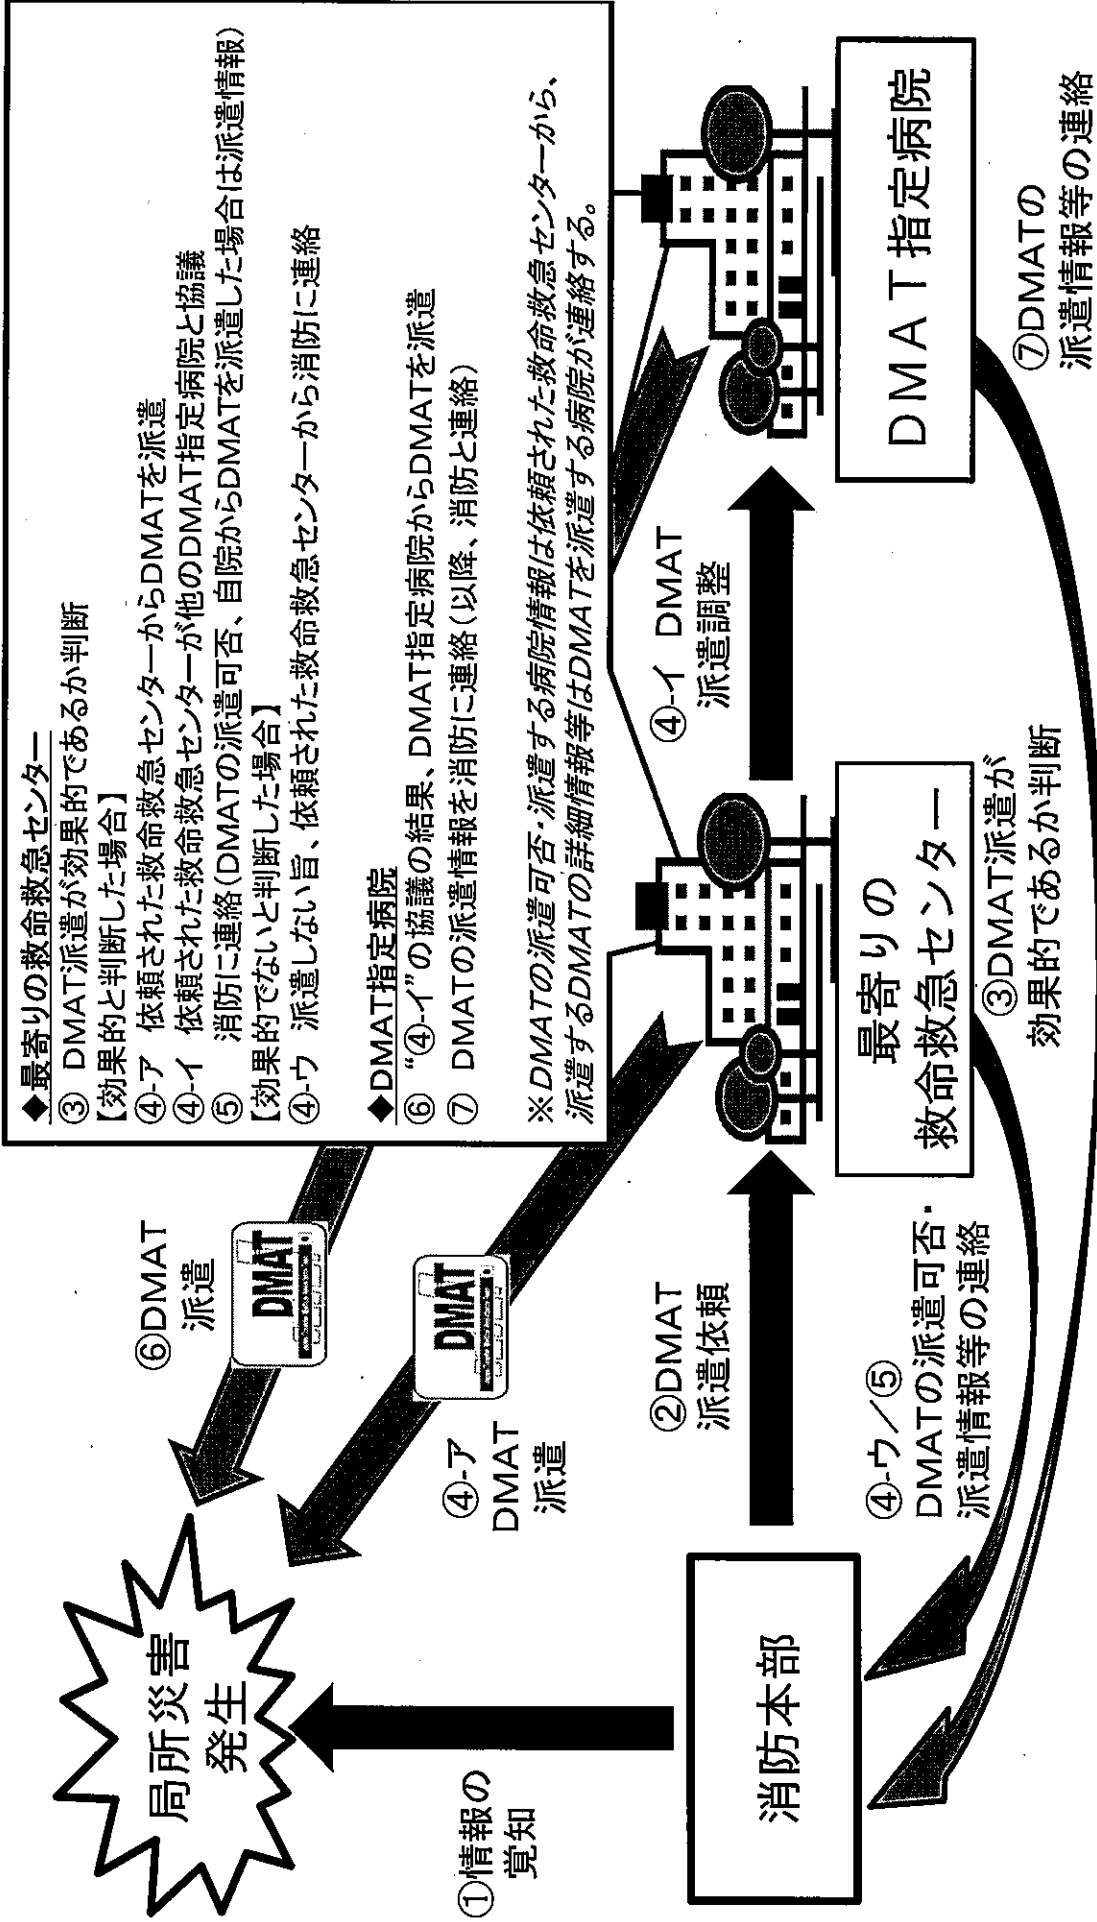 ◆最寄りの救命救急センター
③ DMAT派遣が効果的であるか判断
【効果的と判断した場合】
④-ア 依頼された救命救急センターからDMATを派遣
④-イ 依頼された救命救急センターが他のDMAT指定病院と協議
⑤ 消防に連絡(DMATの派遣可否、自院からDMATを派遣した場合は派遣情報)
【効果的でないと判断した場合】
④-ウ 派遣しない旨、依頼された救命救急センターから消防に連絡
◆DMAT指定病院
⑥ “④-イ”の協議の結果、DMAT指定病院からDMATを派遣
⑦ DMATの派遣情報を消防に連絡(以降、消防と連絡)
※DMATの派遣可否・派遣する病院情報は依頼された救命救急センターから、
派遣するDMATの詳細情報等はDMATを派遣する病院が連絡する。
局所災害
発生
⑥DMAT
派遣
DMAT
④-ア
DMAT
派遣
DMAT
①情報の
覚知
消防本部
②DMAT
派遣依頼
最寄りの
救命救急センター
④-イ DMAT
派遣調整
DMAT指定病院
④-ウ/⑤
DMATの派遣可否・
派遣情報等の連絡
③DMAT派遣が
効果的であるか判断
⑦DMATの
派遣情報等の連絡